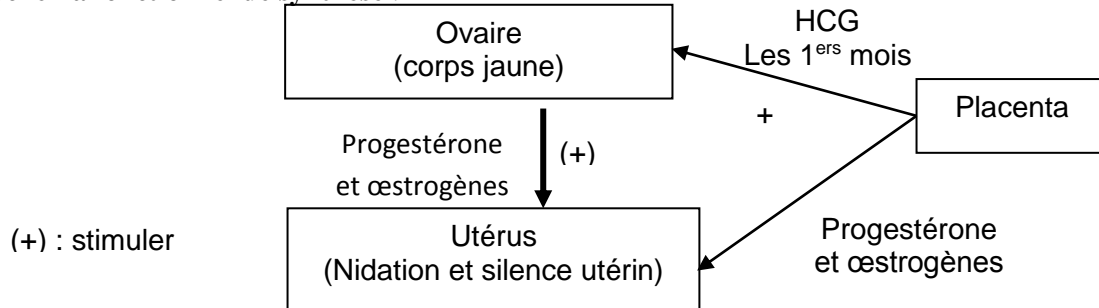 Ovaire
(corps jaune)
HCG
Les 1ers mois
+
Placenta
Progestérone
et œstrogènes
(+)
(+) : stimuler
Utérus
(Nidation et silence utérin)
Progestérone
et œstrogènes